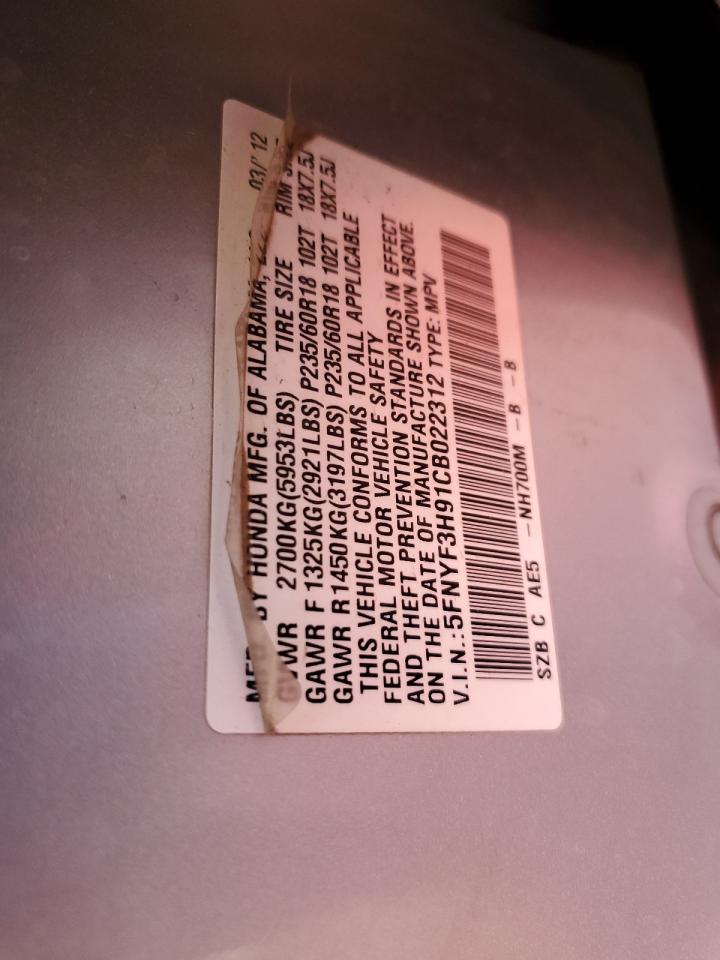 MFD BY HONDA MFG. OF ALABAMA, 03/'12
GVWR 2700KG(5953LBS) TIRE SIZE RIM
GAWR F 1325KG(2921LBS) P235/60R18 102T 18X7.5J
GAWR R1450KG(3197LBS) P235/60R18 102T 18X7.5J
THIS VEHICLE CONFORMS TO ALL APPLICABLE
FEDERAL MOTOR VEHICLE SAFETY
AND THEFT PREVENTION STANDARDS IN EFFECT
ON THE DATE OF MANUFACTURE SHOWN ABOVE.
V.I.N.:5FNYF3H91CB022312 TYPE: MPV
SZB C AE5 -NH700M -B -8